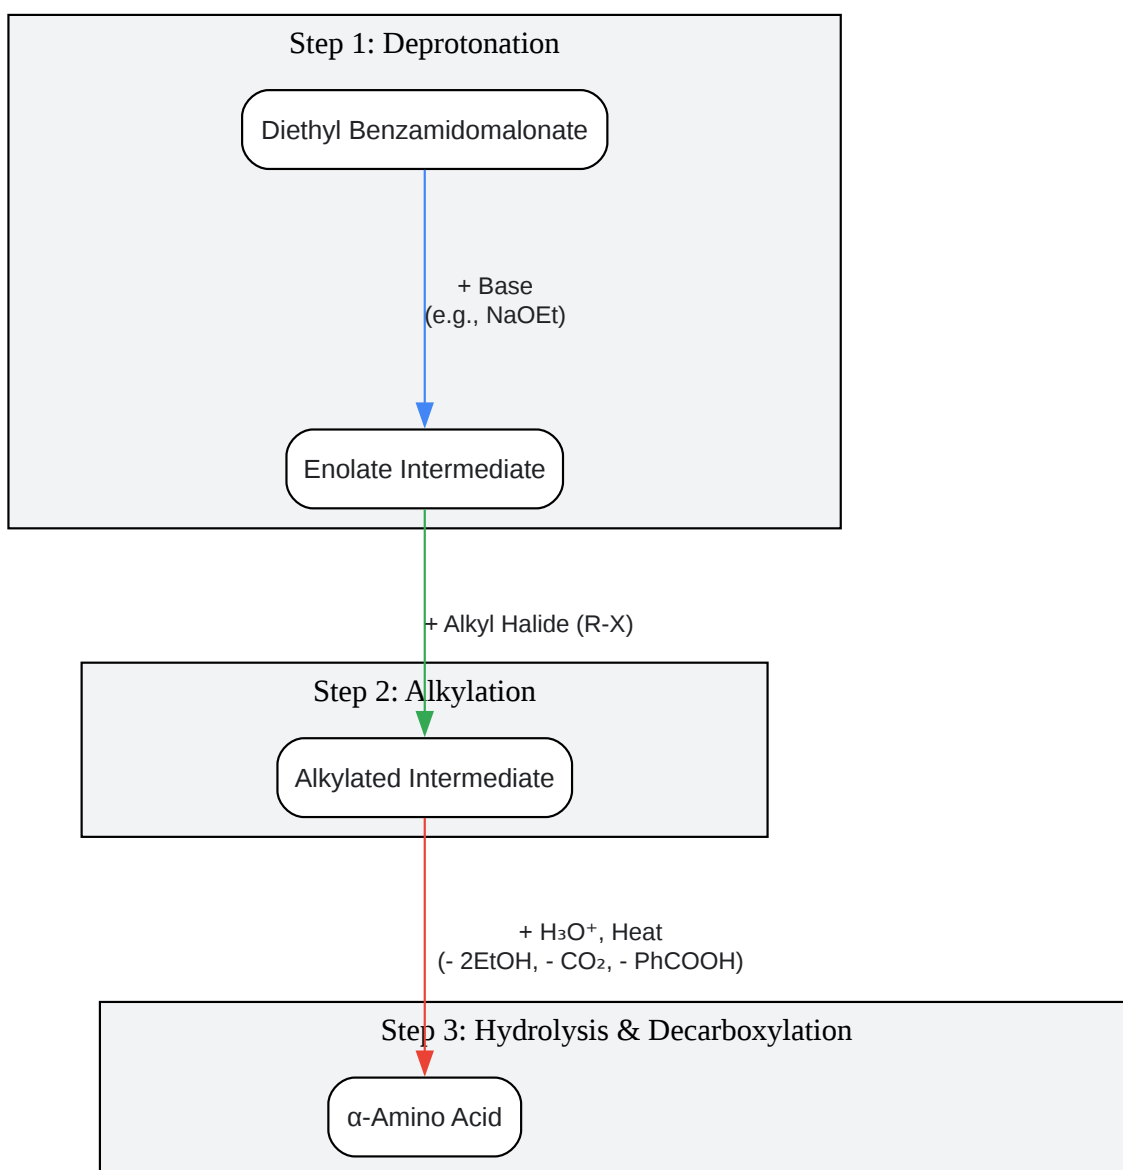 Step 1: Deprotonation
Diethyl Benzamidomalonate
+ Base
(e.g., NaOEt)
Enolate Intermediate
+ Alkyl Halide (R-X)
Step 2: Alkylation
Alkylated Intermediate
+ H₃O⁺, Heat
(- 2EtOH, - CO₂, - PhCOOH)
Step 3: Hydrolysis & Decarboxylation
α-Amino Acid